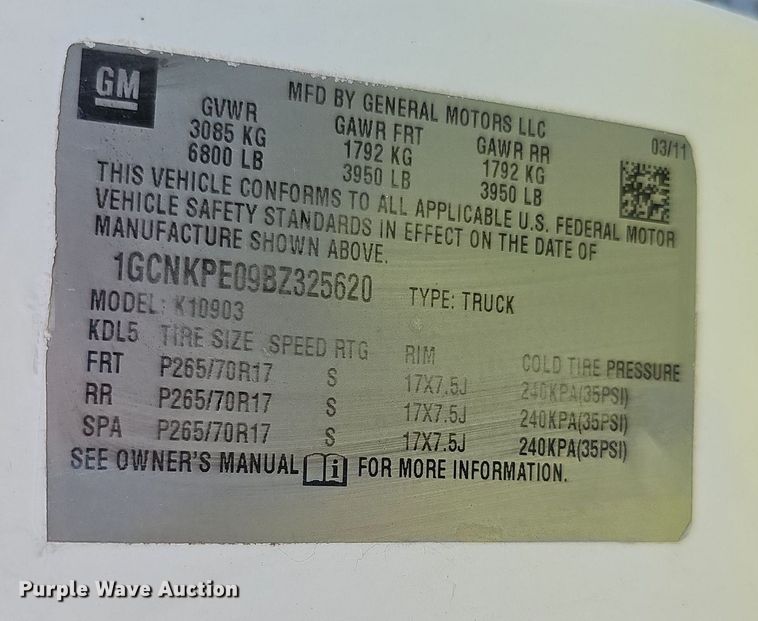 GM
MFD BY GENERAL MOTORS LLC
03/11
GVWR GAWR FRT GAWR RR
3085 KG 1792 KG 1792 KG
6800 LB 3950 LB 3950 LB
THIS VEHICLE CONFORMS TO ALL APPLICABLE U.S. FEDERAL MOTOR
VEHICLE SAFETY STANDARDS IN EFFECT ON THE DATE OF
MANUFACTURE SHOWN ABOVE.
1GCNKPE09BZ325620 TYPE: TRUCK
MODEL: K10903
KDL5 TIRE SIZE SPEED RTG RIM COLD TIRE PRESSURE
FRT P265/70R17 S 17X7.5J 240KPA(35PSI)
RR P265/70R17 S 17X7.5J 240KPA(35PSI)
SPA P265/70R17 S 17X7.5J 240KPA(35PSI)
SEE OWNER'S MANUAL i FOR MORE INFORMATION.
Purple Wave Auction